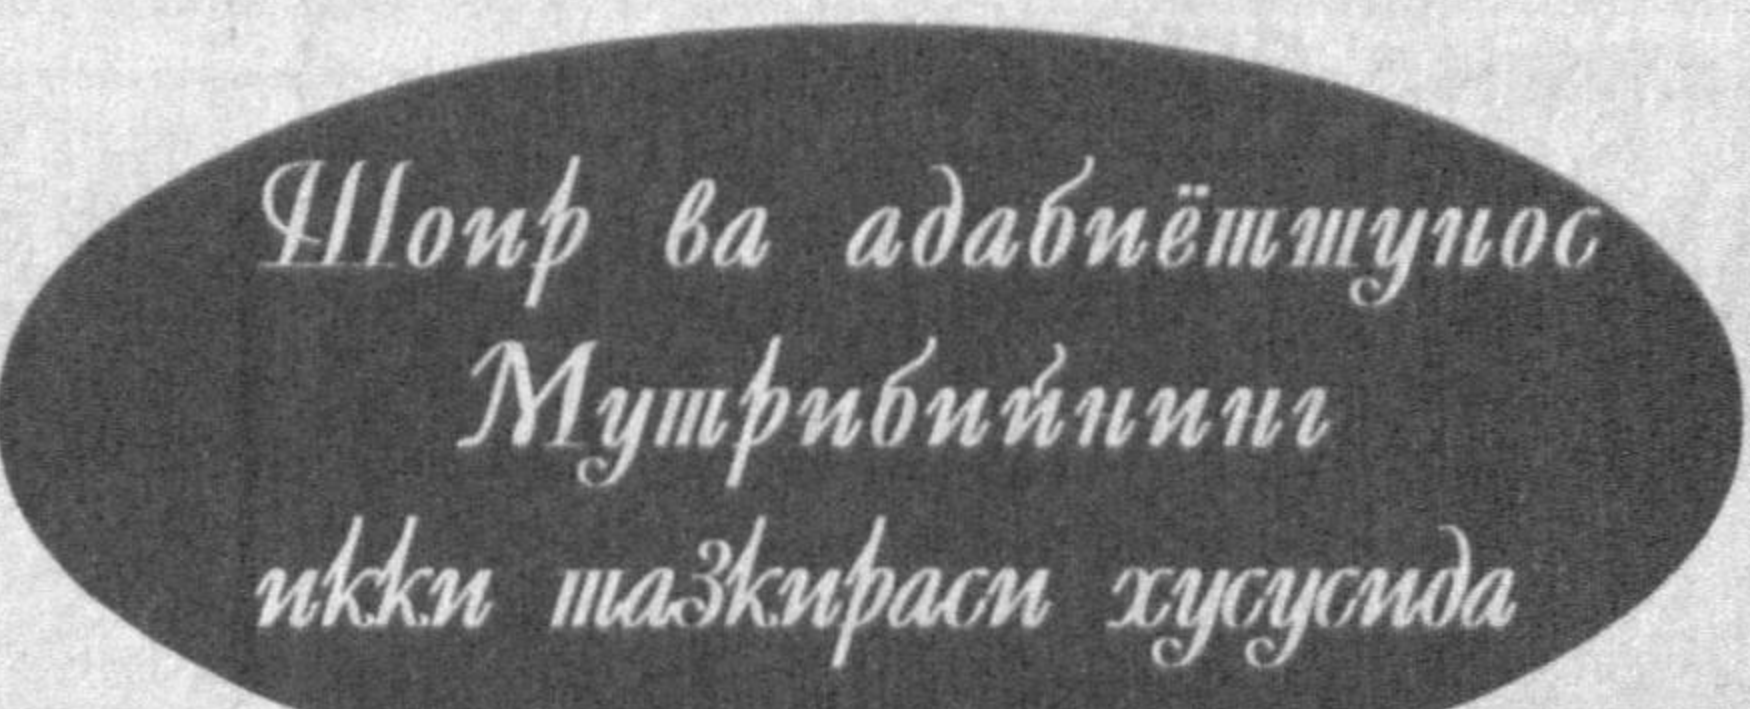 Шоир ва адабиётшунос
Мутрибийнинг
икки тазкираси хусусида